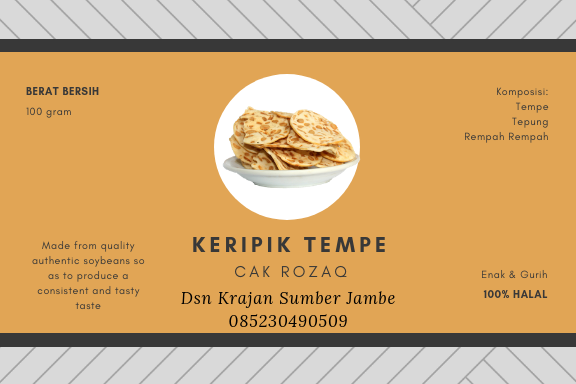 BERAT BERSIH
100 gram
Komposisi:
Tempe
Tepung
Rempah Rempah
Made from quality
authentic soybeans so
as to produce a
consistent and tasty
taste
KERIPIK TEMPE
CAK ROZAQ
Dsn Krajan Sumber Jambe
085230490509
Enak & Gurih
100% HALAL